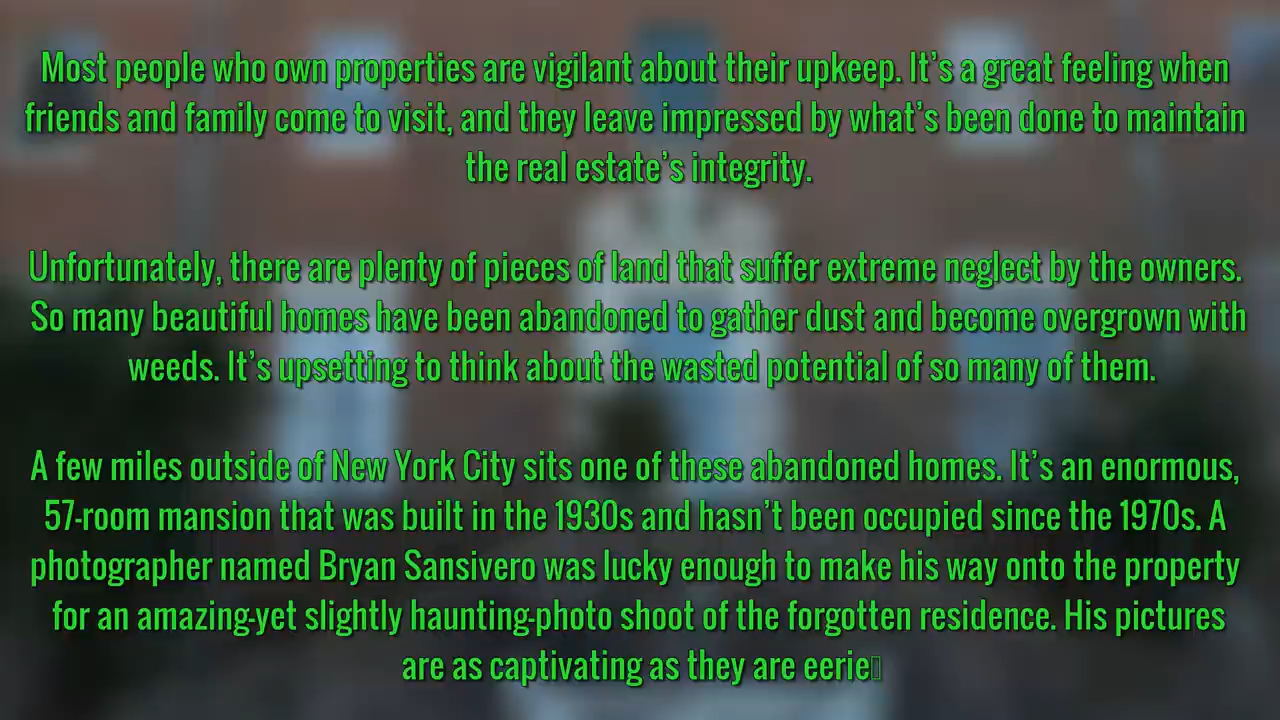 Most people who own properties are vigilant about their upkeep. It’s a great feeling when
friends and family come to visit, and they leave impressed by what’s been done to maintain
the real estate’s integrity.
Unfortunately, there are plenty of pieces of land that suffer extreme neglect by the owners.
So many beautiful homes have been abandoned to gather dust and become overgrown with
weeds. It’s upsetting to think about the wasted potential of so many of them.
A few miles outside of New York City sits one of these abandoned homes. It’s an enormous,
57-room mansion that was built in the 1930s and hasn’t been occupied since the 1970s. A
photographer named Bryan Sansivero was lucky enough to make his way onto the property
for an amazing-yet slightly haunting-photo shoot of the forgotten residence. His pictures
are as captivating as they are eerie